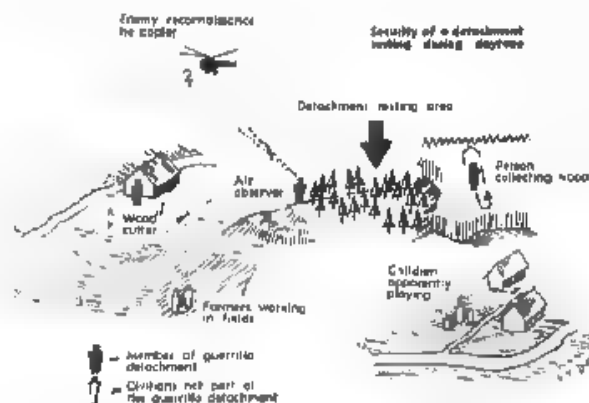 Enemy reconnaissance
he copter
Security of a detachment
resting during daytime
Detachment resting area
Air
observer
Person
collecting wood
Wood
cutter
Children
apparently
playing
Farmers working
in fields
= Member of guerrilla
detachment
= Civilians not part of
the guerrilla detachment